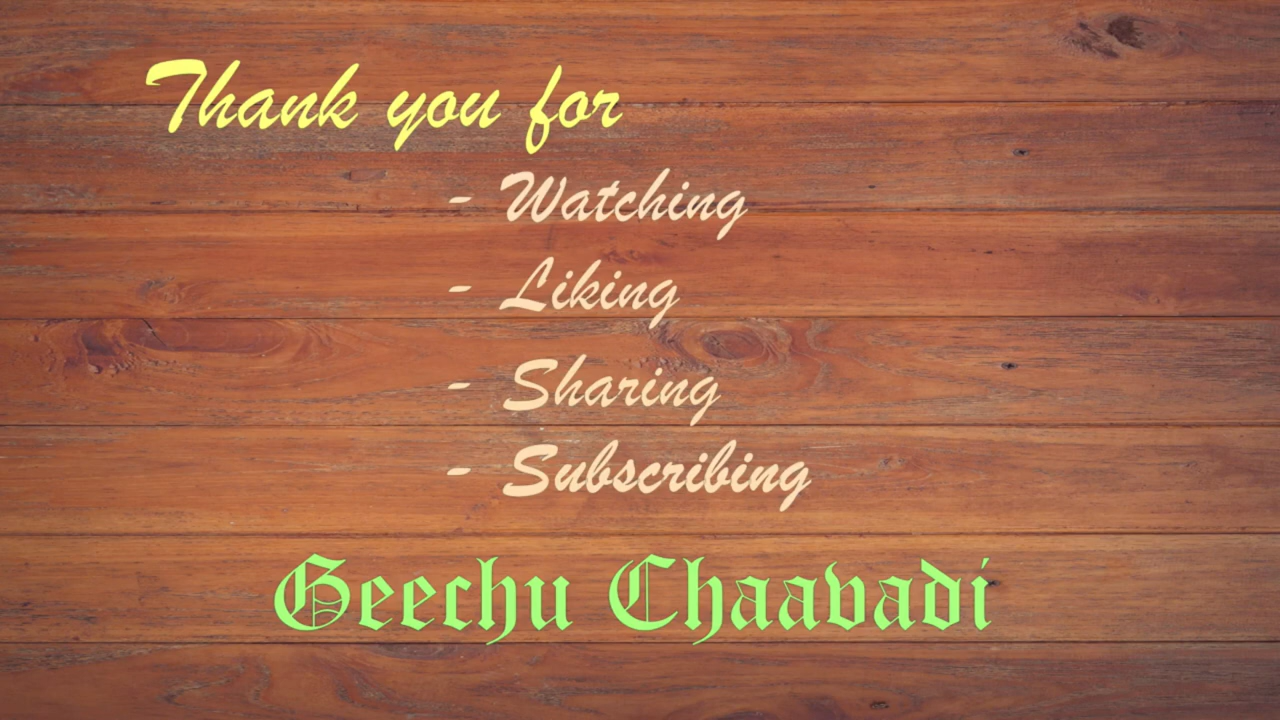 Thank you for
- Watching
- Liking
- Sharing
- Subscribing
Geechu Chaavadi